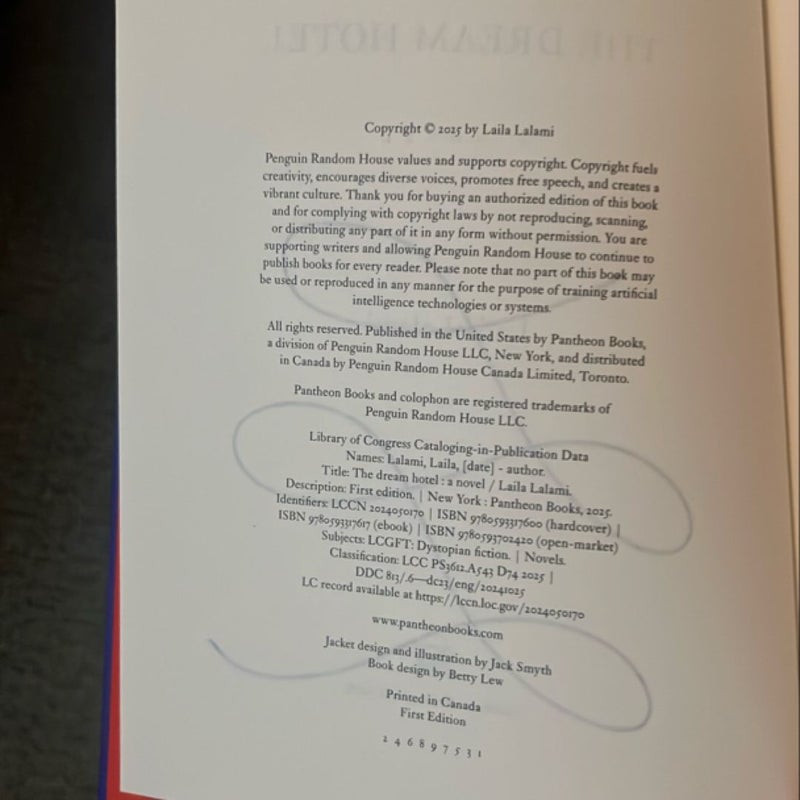 THE DREAM HOTEL
Copyright © 2025 by Laila Lalami
Penguin Random House values and supports copyright. Copyright fuels
creativity, encourages diverse voices, promotes free speech, and creates a
vibrant culture. Thank you for buying an authorized edition of this book
and for complying with copyright laws by not reproducing, scanning,
or distributing any part of it in any form without permission. You are
supporting writers and allowing Penguin Random House to continue to
publish books for every reader. Please note that no part of this book may
be used or reproduced in any manner for the purpose of training artificial
intelligence technologies or systems.
All rights reserved. Published in the United States by Pantheon Books,
a division of Penguin Random House LLC, New York, and distributed
in Canada by Penguin Random House Canada Limited, Toronto.
Pantheon Books and colophon are registered trademarks of
Penguin Random House LLC.
Library of Congress Cataloging-in-Publication Data
Names: Lalami, Laila, [date] - author.
Title: The dream hotel : a novel / Laila Lalami.
Description: First edition. | New York : Pantheon Books, 2025.
Identifiers: LCCN 2024050170 | ISBN 9780593317600 (hardcover) |
ISBN 9780593317617 (ebook) | ISBN 9780593702420 (open-market)
Subjects: LCGFT: Dystopian fiction. | Novels.
Classification: LCC PS3612.A543 D74 2025 |
DDC 813/.6—dc23/eng/20241025
LC record available at https://lccn.loc.gov/2024050170
www.pantheonbooks.com
Jacket design and illustration by Jack Smyth
Book design by Betty Lew
Printed in Canada
First Edition
2 4 6 8 9 7 5 3 1